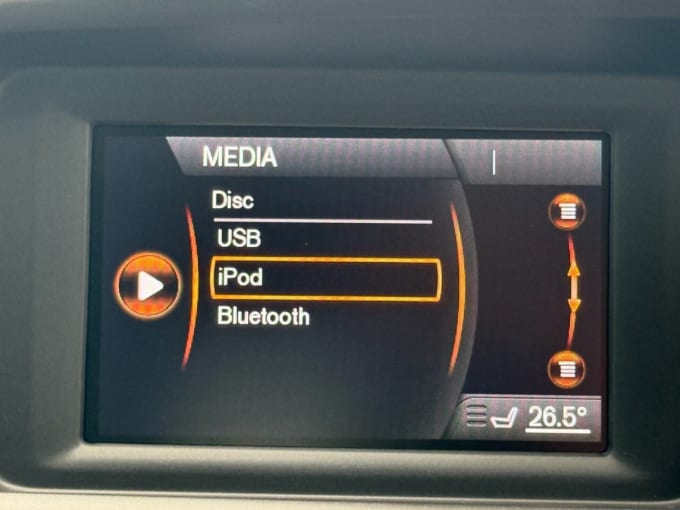 MEDIA
Disc
USB
iPod
Bluetooth
26.5°